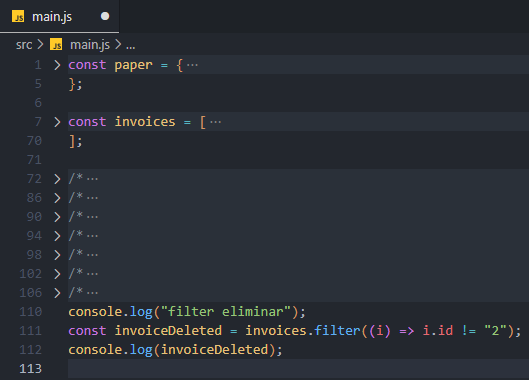 JS main.js
src > JS main.js > ...
1 > const paper = { ...
5 };
6
7 > const invoices = [ ...
70 ];
71
72 > /* ...
86 > /* ...
90 > /* ...
94 > /* ...
98 > /* ...
102 > /* ...
106 > /* ...
110 console.log("filter eliminar");
111 const invoiceDeleted = invoices.filter((i) => i.id != "2");
112 console.log(invoiceDeleted);
113